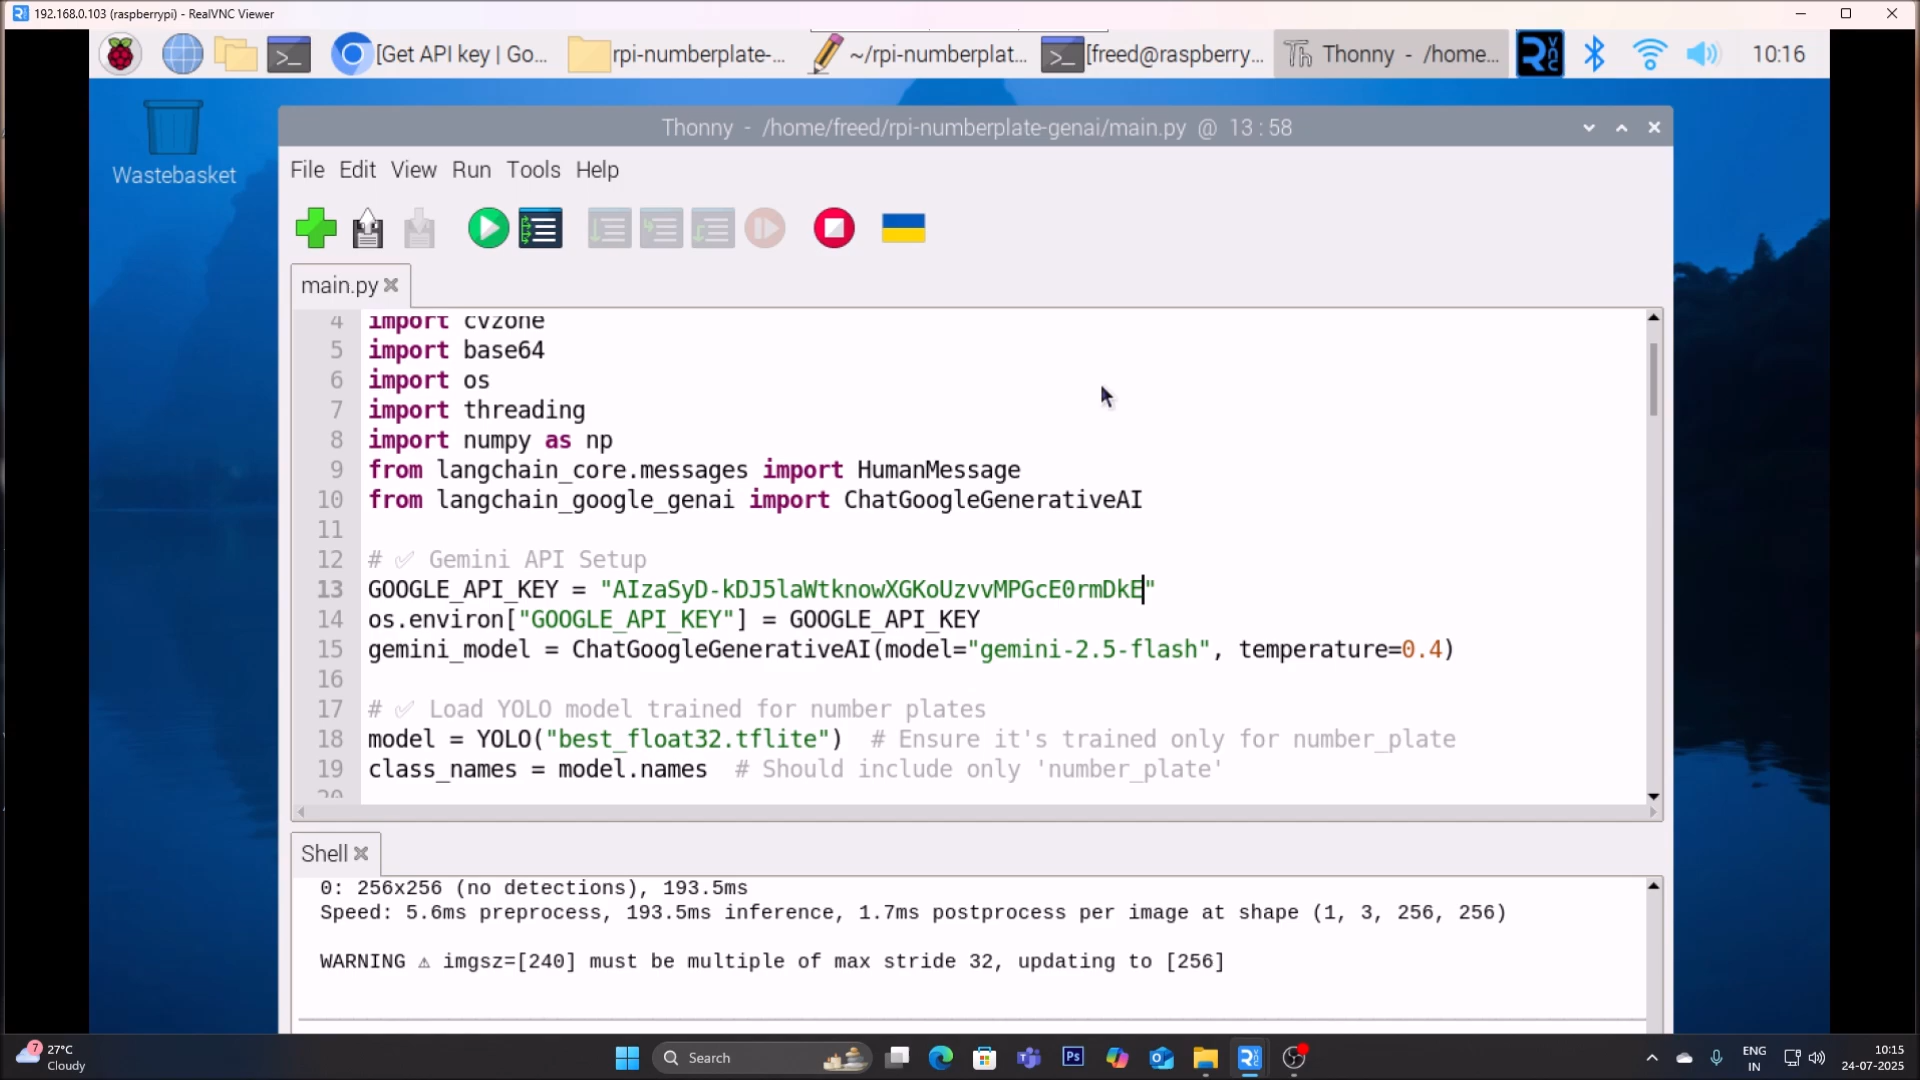 192.168.0.103 (raspberrypi) - RealVNC Viewer
[Get API key | Go...
rpi-numberplate-...
~/rpi-numberplat...
[freed@raspberry...
Thonny - /home...
10:16
Wastebasket
Thonny - /home/freed/rpi-numberplate-genai/main.py @ 13 : 58
File Edit View Run Tools Help
main.py
4 import cvzone
5 import base64
6 import os
7 import threading
8 import numpy as np
9 from langchain_core.messages import HumanMessage
10 from langchain_google_genai import ChatGoogleGenerativeAI
11
12 # ✅ Gemini API Setup
13 GOOGLE_API_KEY = "AIzaSyD-kDJ5laWtknowXGKoUzvvMPGcE0rmDkE"
14 os.environ["GOOGLE_API_KEY"] = GOOGLE_API_KEY
15 gemini_model = ChatGoogleGenerativeAI(model="gemini-2.5-flash", temperature=0.4)
16
17 # ✅ Load YOLO model trained for number plates
18 model = YOLO("best_float32.tflite") # Ensure it's trained only for number_plate
19 class_names = model.names # Should include only 'number_plate'
20
Shell
0: 256x256 (no detections), 193.5ms
Speed: 5.6ms preprocess, 193.5ms inference, 1.7ms postprocess per image at shape (1, 3, 256, 256)
WARNING ⚠ imgsz=[240] must be multiple of max stride 32, updating to [256]
7
27°C
Cloudy
Search
Ps
ENG
IN
10:15
24-07-2025